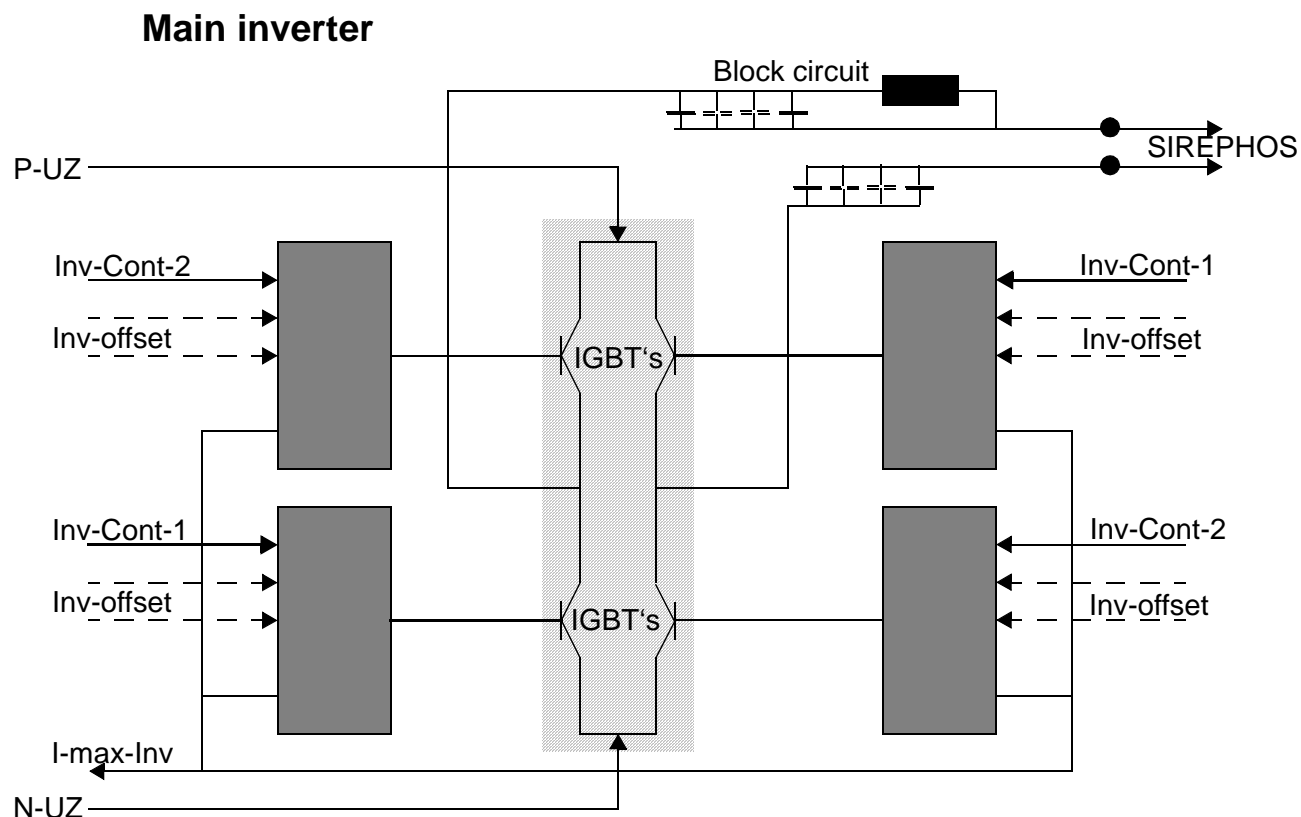 Main inverter
Block circuit
SIREPHOS
P-UZ
Inv-Cont-2
Inv-Cont-1
Inv-offset
Inv-offset
IGBT‘s
Inv-Cont-1
Inv-Cont-2
Inv-offset
Inv-offset
IGBT‘s
I-max-Inv
N-UZ